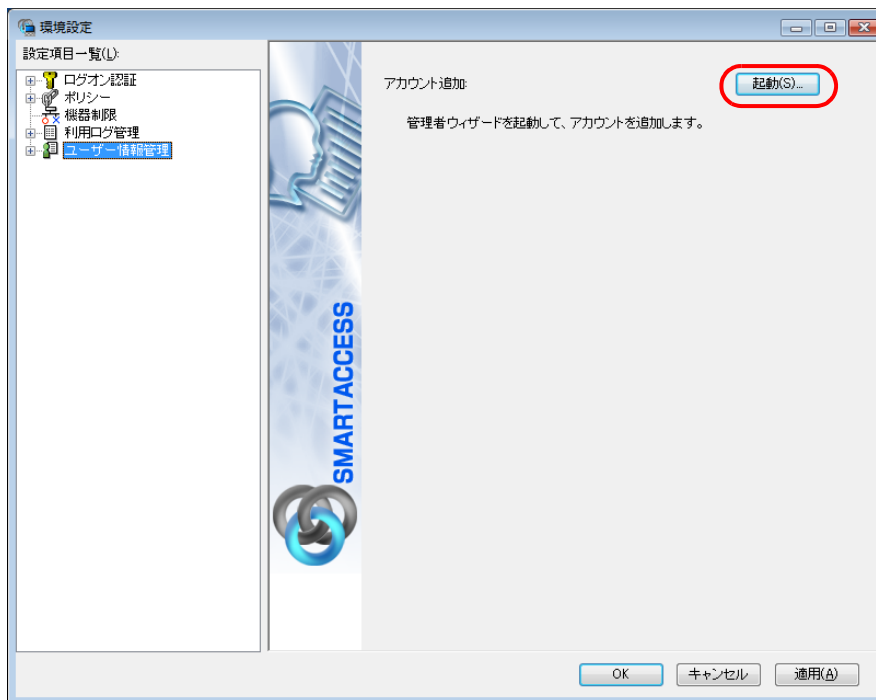 環境設定
設定項目一覧(L):
ログオン認証
ポリシー
機器制限
利用ログ管理
ユーザー情報管理
アカウント追加:
起動(S)...
管理者ウィザードを起動して、アカウントを追加します。
SMARTACCESS
OK
キャンセル
適用(A)